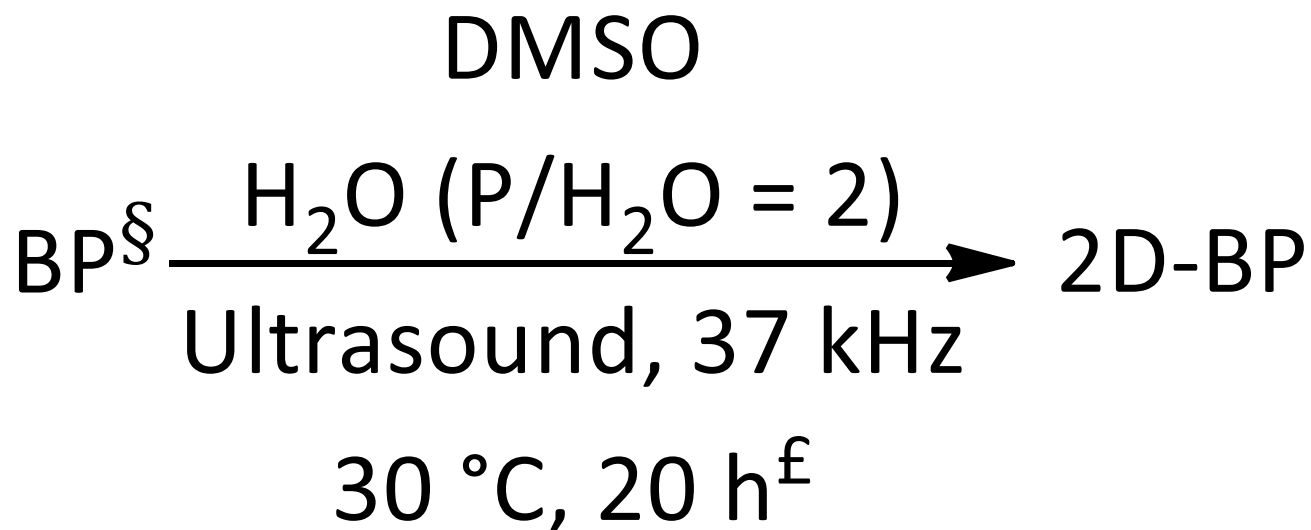 DMSO
H₂O (P/H₂O = 2)
BP§ 2D-BP
Ultrasound, 37 kHz
30 °C, 20 h£